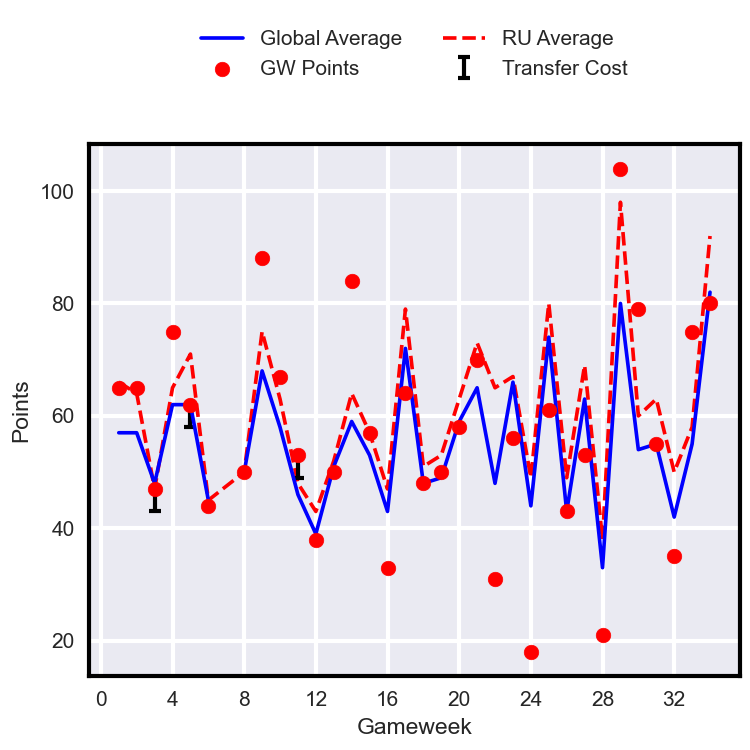 Global Average RU Average
GW Points Transfer Cost
100
80
60
40
20
Points
0 4 8 12 16 20 24 28 32
Gameweek